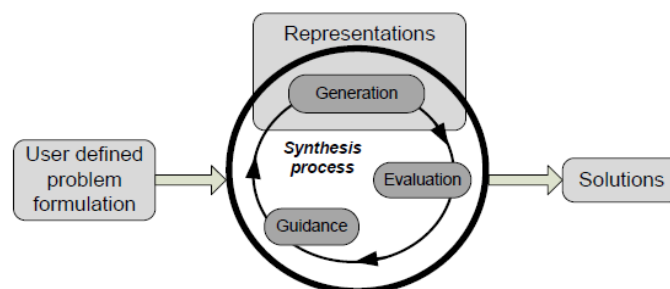 Representations
Generation
Synthesis
process
User defined
problem
formulation
Evaluation
Solutions
Guidance